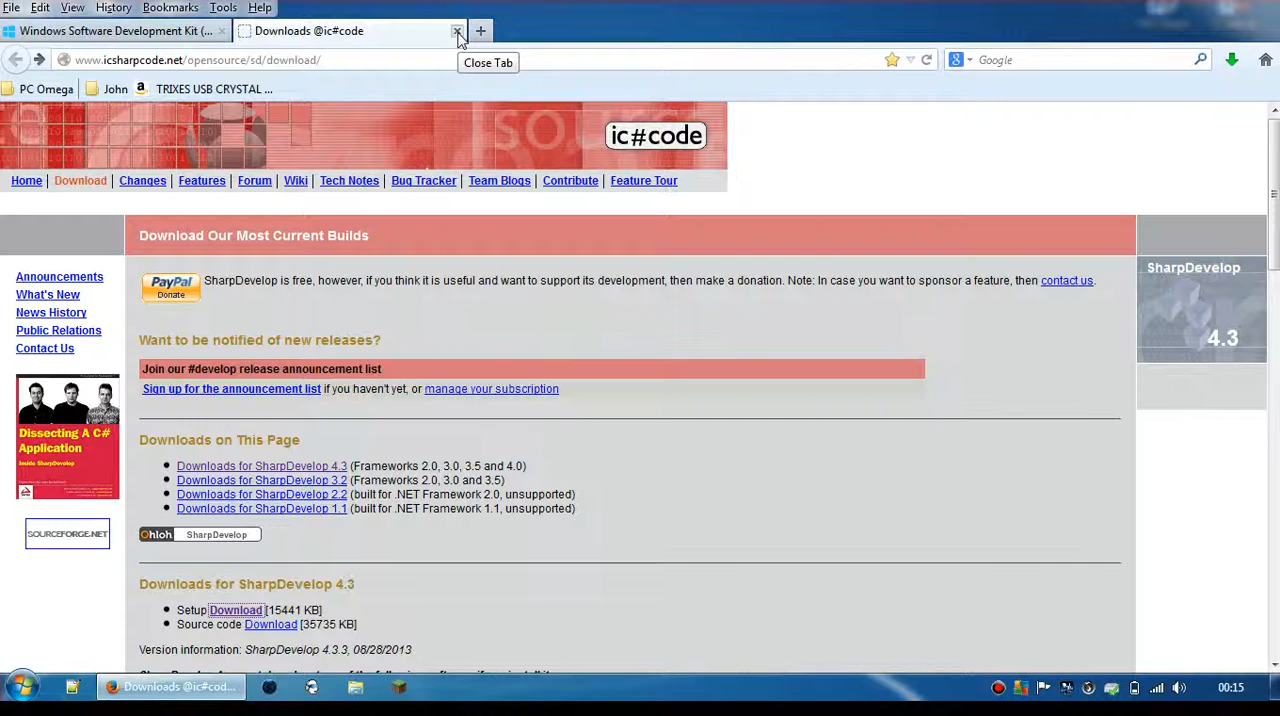 File Edit View History Bookmarks Tools Help
Windows Software Development Kit (...
Downloads @ic#code
www.icsharpcode.net/opensource/sd/download/
Google
Close Tab
PC Omega
John
TRIXES USB CRYSTAL ...
ic#code
Home Download Changes Features Forum Wiki Tech Notes Bug Tracker Team Blogs Contribute Feature Tour
Download Our Most Current Builds
Announcements
What's New
News History
Public Relations
Contact Us
Dissecting A C#
Application
Inside SharpDevelop
SOURCEFORGE.NET
PayPal
Donate
SharpDevelop is free, however, if you think it is useful and want to support its development, then make a donation. Note: In case you want to sponsor a feature, then contact us.
Want to be notified of new releases?
Join our #develop release announcement list
Sign up for the announcement list if you haven't yet, or manage your subscription
Downloads on This Page
Downloads for SharpDevelop 4.3 (Frameworks 2.0, 3.0, 3.5 and 4.0)
Downloads for SharpDevelop 3.2 (Frameworks 2.0, 3.0 and 3.5)
Downloads for SharpDevelop 2.2 (built for .NET Framework 2.0, unsupported)
Downloads for SharpDevelop 1.1 (built for .NET Framework 1.1, unsupported)
Ohloh SharpDevelop
Downloads for SharpDevelop 4.3
Setup Download [15441 KB]
Source code Download [35735 KB]
Version information: SharpDevelop 4.3.3, 08/28/2013
SharpDevelop
4.3
Downloads @ic#cod...
00:15